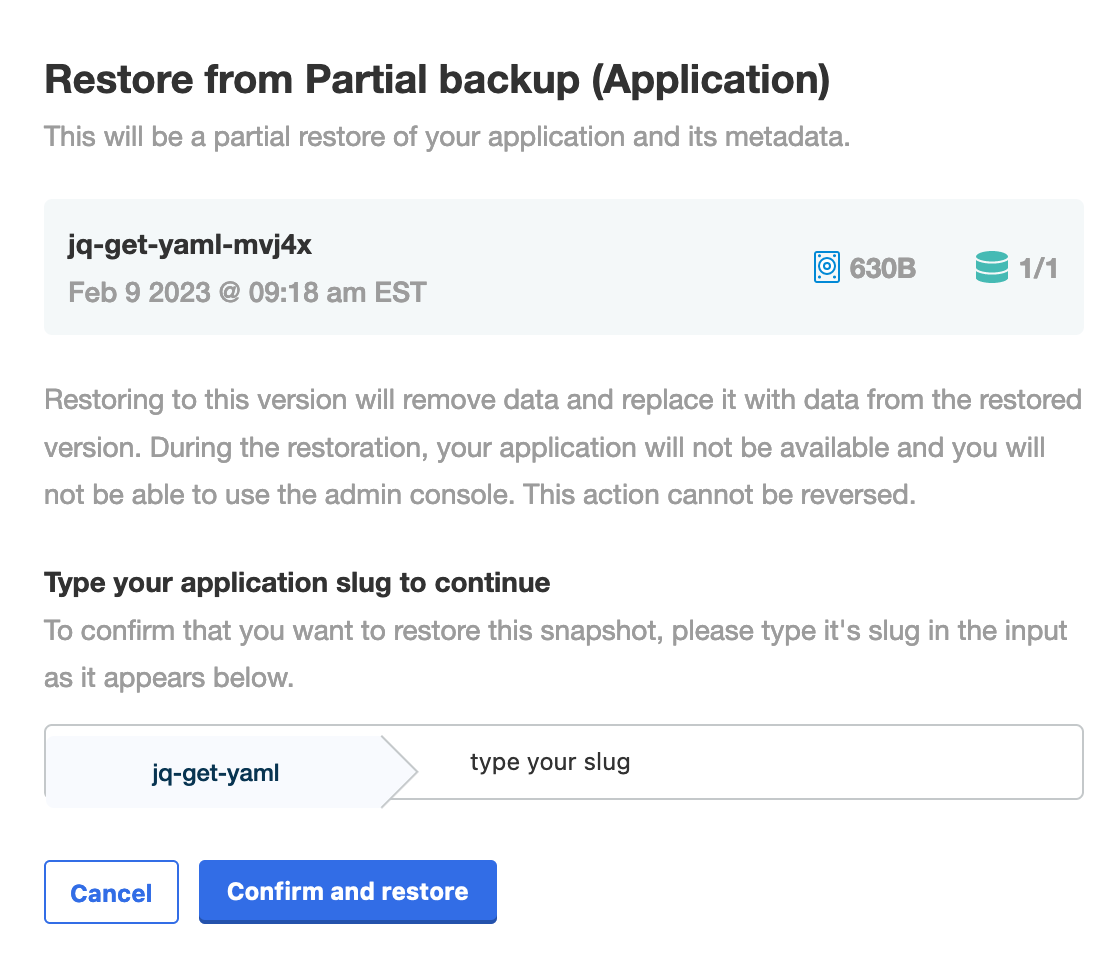 Restore from Partial backup (Application)
This will be a partial restore of your application and its metadata.
jq-get-yaml-mvj4x
Feb 9 2023 @ 09:18 am EST
630B
1/1
Restoring to this version will remove data and replace it with data from the restored
version. During the restoration, your application will not be available and you will
not be able to use the admin console. This action cannot be reversed.
Type your application slug to continue
To confirm that you want to restore this snapshot, please type it's slug in the input
as it appears below.
jq-get-yaml
type your slug
Cancel
Confirm and restore